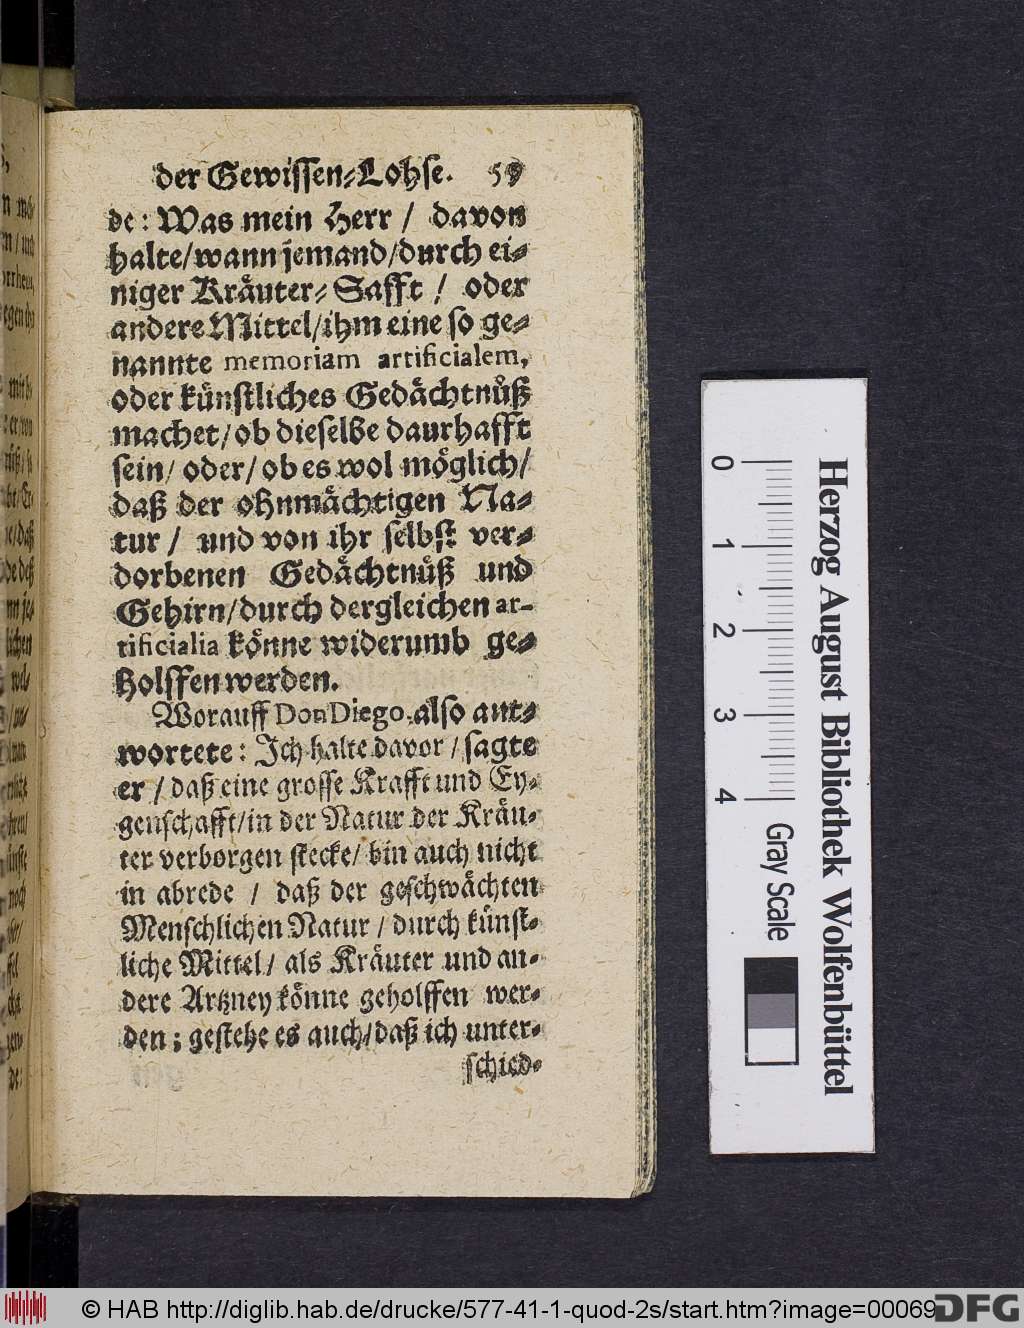 der Gewissen-Lohse. 59
de: Was mein Herr / davon
halte/wann jemand/durch ei-
niger Kräuter-Safft / oder
andere Mittel/ihm eine so ge-
nannte memoriam artificialem,
oder künstliches Gedächtnůß
machet/ob dieselbe daurhafft
sein/ oder/ob es wol möglich/
daß der ohnmächtigen Na-
tur / und von ihr selbst ver-
dorbenen Gedächtnüß und
Gehirn/durch dergleichen ar-
tificialia könne widerumb ge-
holffen werden.
Worauff Don Diego, also ant-
wortete: Ich halte davor / sagte
er / daß eine grosse Krafft und Ey-
genschafft/in der Natur der Kräu-
ter verborgen stecke/ bin auch nicht
in abrede / daß der geschwächten
Menschlichen Natur / durch künst-
liche Mittel/ als Kräuter und an-
dere Artzney könne geholffen wer-
den; gestehe es auch/daß ich unter-
schied-
0 1 2 3 4
Gray Scale
Herzog August Bibliothek Wolfenbüttel
© HAB http://diglib.hab.de/drucke/577-41-1-quod-2s/start.htm?image=00069
DFG